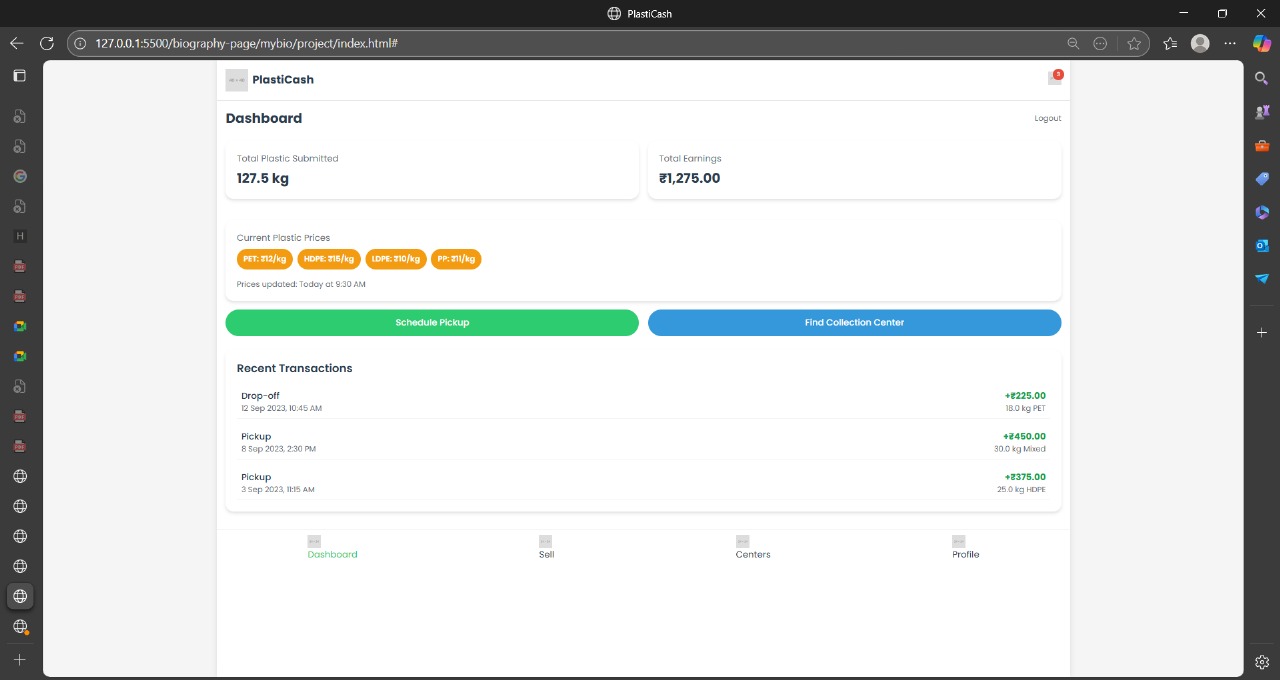 PlastiCash
127.0.0.1:5500/biography-page/mybio/project/index.html#
PlastiCash
Dashboard
Logout
Total Plastic Submitted
127.5 kg
Total Earnings
₹1,275.00
Current Plastic Prices
PET: ₹12/kg HDPE: ₹15/kg LDPE: ₹10/kg PP: ₹11/kg
Prices updated: Today at 9:30 AM
Schedule Pickup
Find Collection Center
Recent Transactions
Drop-off +₹225.00
12 Sep 2023, 10:45 AM 18.0 kg PET
Pickup +₹450.00
8 Sep 2023, 2:30 PM 30.0 kg Mixed
Pickup +₹375.00
3 Sep 2023, 11:15 AM 25.0 kg HDPE
Dashboard Sell Centers Profile